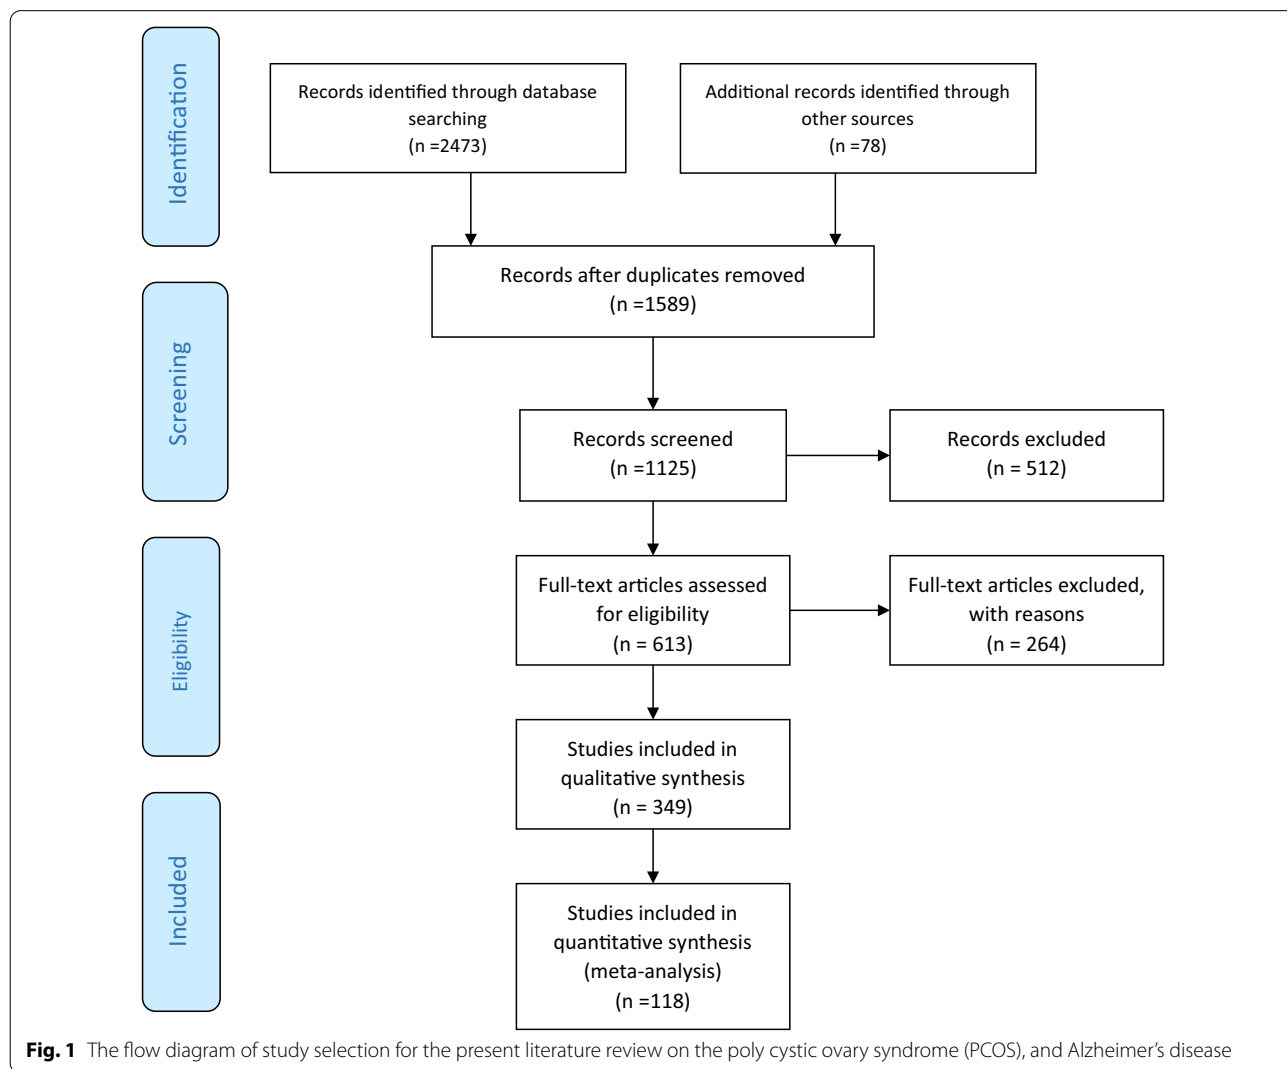 Identification
Records identified through database
searching
(n =2473)
Additional records identified through
other sources
(n =78)
Records after duplicates removed
(n =1589)
Screening
Records screened
(n =1125)
Records excluded
(n = 512)
Eligibility
Full-text articles assessed
for eligibility
(n = 613)
Full-text articles excluded,
with reasons
(n = 264)
Studies included in
qualitative synthesis
(n = 349)
Included
Studies included in
quantitative synthesis
(meta-analysis)
(n =118)
Fig. 1 The flow diagram of study selection for the present literature review on the poly cystic ovary syndrome (PCOS), and Alzheimer’s disease